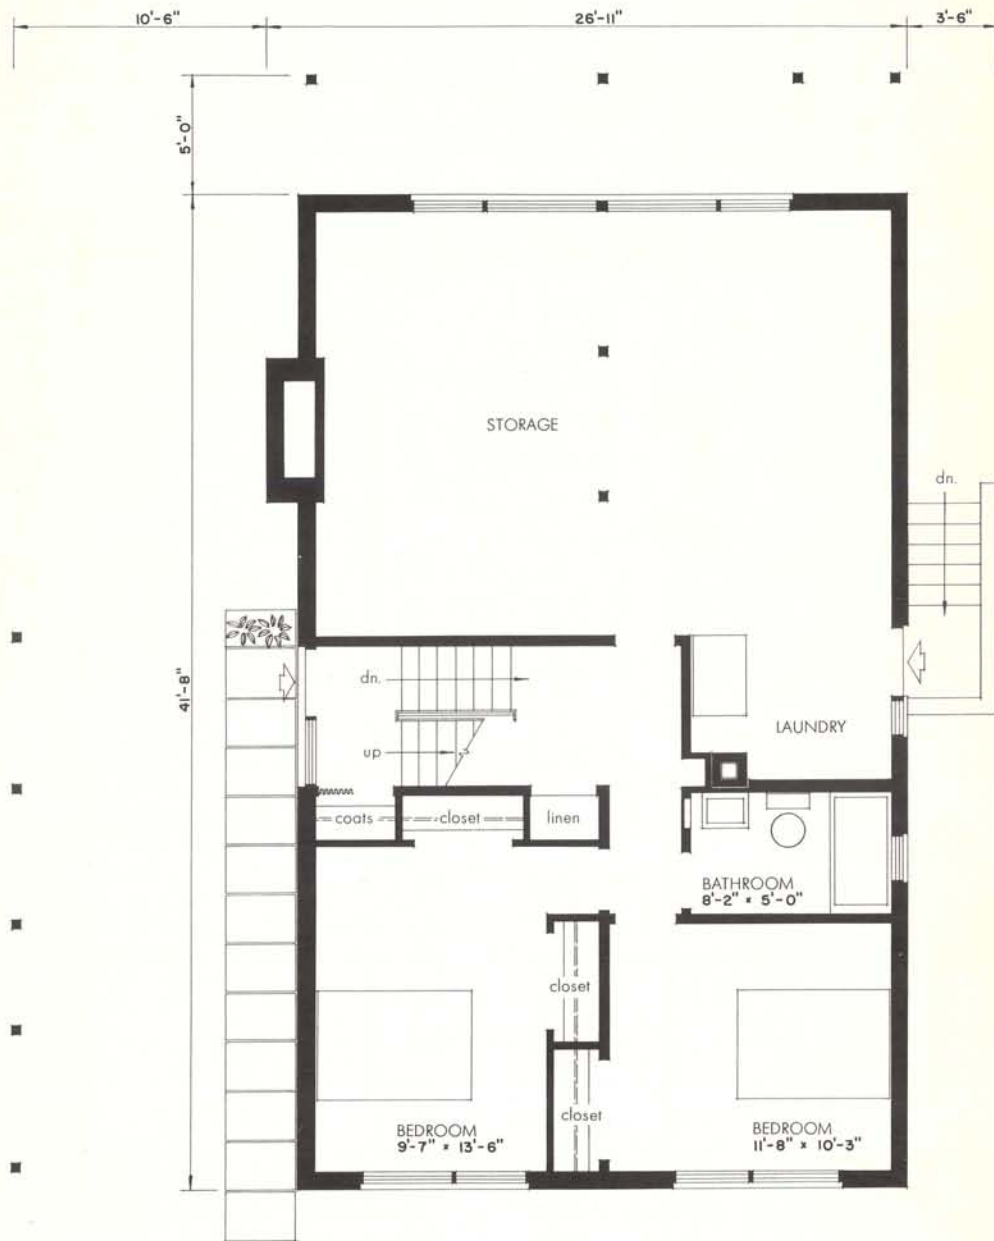 10'-6"
26'-11"
3'-6"
5'-0"
STORAGE
dn.
41'-8"
dn.
LAUNDRY
up
coats
closet
linen
BATHROOM
8'-2" x 5'-0"
closet
closet
BEDROOM
9'-7" x 13'-6"
BEDROOM
11'-8" x 10'-3"